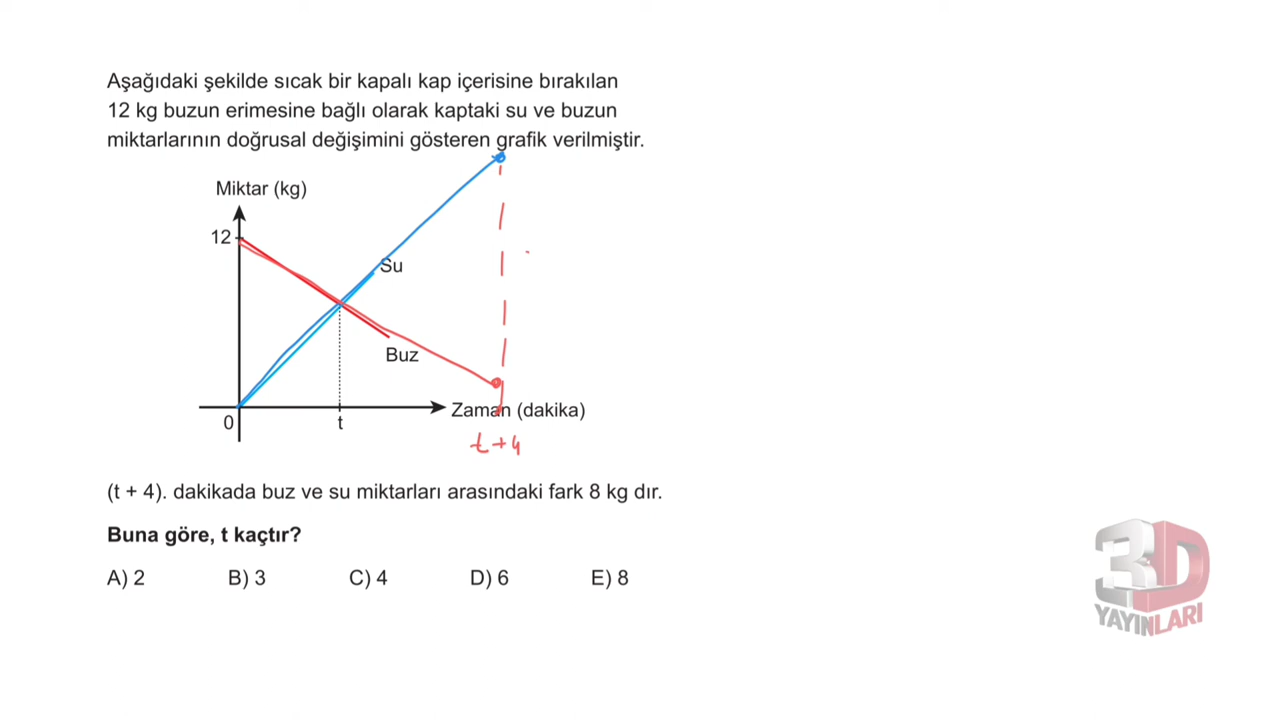 Aşağıdaki şekilde sıcak bir kapalı kap içerisine bırakılan
12 kg buzun erimesine bağlı olarak kaptaki su ve buzun
miktarlarının doğrusal değişimini gösteren grafik verilmiştir.
Miktar (kg)
12
Su
Buz
0
t
Zaman (dakika)
t+4
(t + 4). dakikada buz ve su miktarları arasındaki fark 8 kg dır.
Buna göre, t kaçtır?
A) 2 B) 3 C) 4 D) 6 E) 8
3D
YAYINLARI